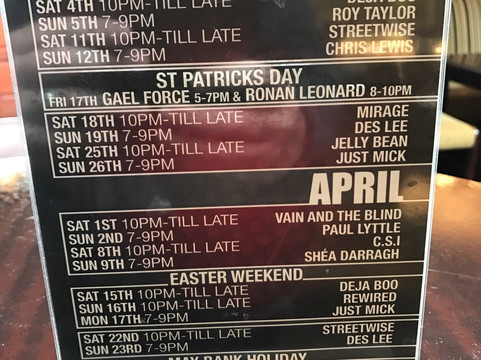 SAT 4TH 10PM-TILL LATE DEJA BOO
SUN 5TH 7-9PM ROY TAYLOR
SAT 11TH 10PM-TILL LATE STREETWISE
SUN 12TH 7-9PM CHRIS LEWIS
ST PATRICKS DAY
FRI 17TH GAEL FORCE 5-7PM & RONAN LEONARD 8-10PM
SAT 18TH 10PM-TILL LATE MIRAGE
SUN 19TH 7-9PM DES LEE
SAT 25TH 10PM-TILL LATE JELLY BEAN
SUN 26TH 7-9PM JUST MICK
APRIL
SAT 1ST 10PM-TILL LATE VAIN AND THE BLIND
SUN 2ND 7-9PM PAUL LYTTLE
SAT 8TH 10PM-TILL LATE C.S.I
SUN 9TH 7-9PM SHÉA DARRAGH
EASTER WEEKEND
SAT 15TH 10PM-TILL LATE DEJA BOO
SUN 16TH 10PM-TILL LATE REWIRED
MON 17TH 7-9PM JUST MICK
SAT 22ND 10PM-TILL LATE STREETWISE
SUN 23RD 7-9PM DES LEE
MAY BANK HOLIDAY